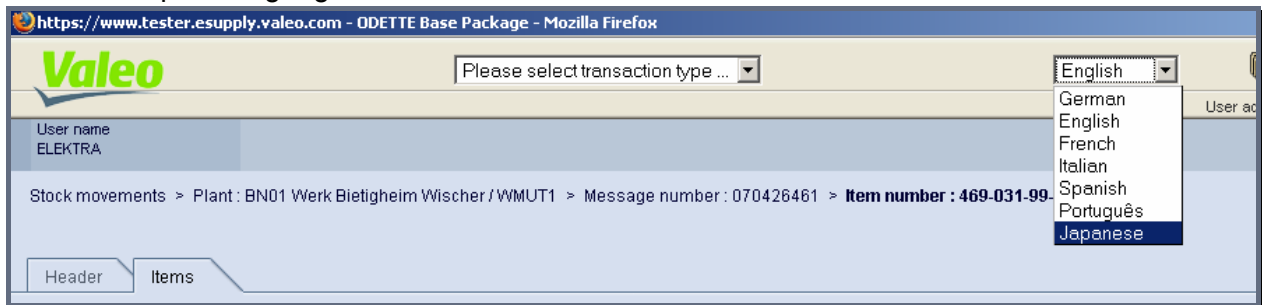 https://www.tester.esupply.valeo.com - ODETTE Base Package - Mozilla Firefox
Valeo
Please select transaction type ...
English
German
English
French
Italian
Spanish
Português
Japanese
User ac
User name
ELEKTRA
Stock movements > Plant : BN01 Werk Bietigheim Wischer / WMUT1 > Message number : 070426461 > Item number : 469-031-99-
Header
Items